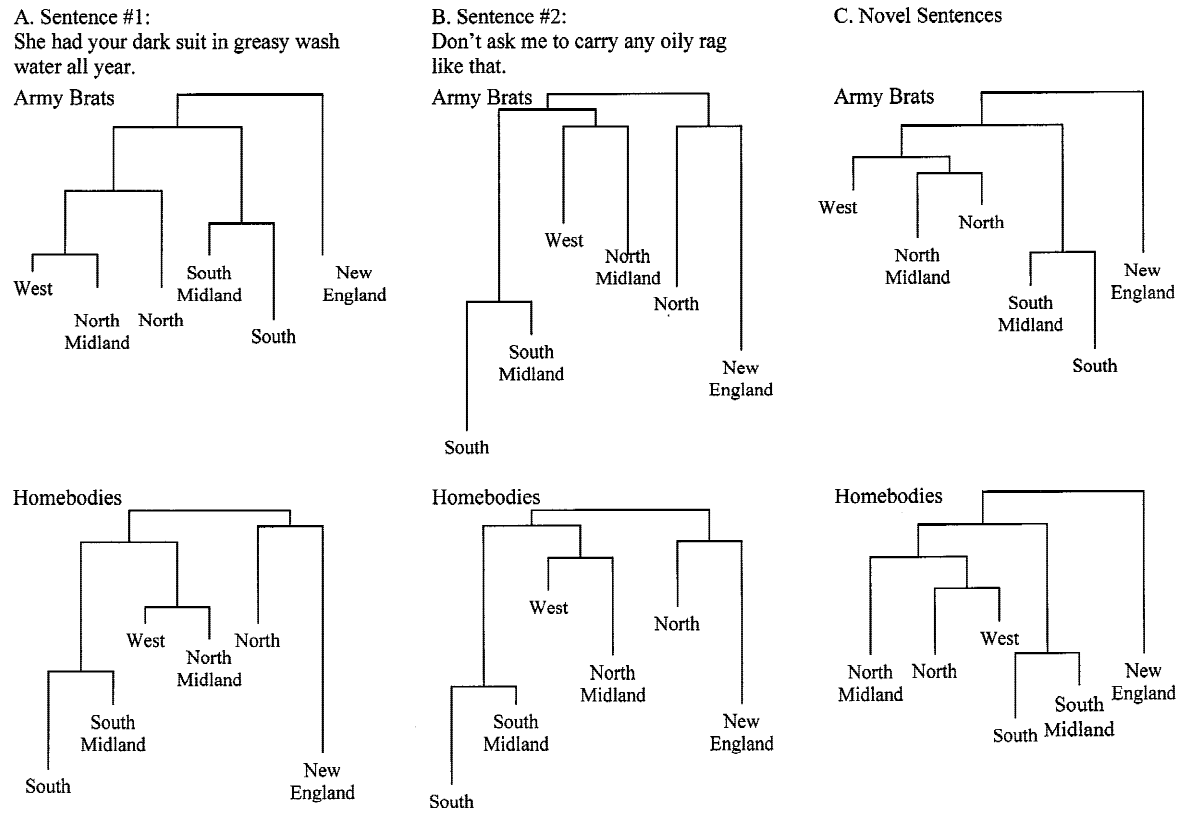 A. Sentence #1:
She had your dark suit in greasy wash
water all year.
Army Brats
West
North
Midland
North
South
Midland
South
New
England
Homebodies
South
South
Midland
West
North
Midland
North
New
England
B. Sentence #2:
Don't ask me to carry any oily rag
like that.
Army Brats
South
South
Midland
West
North
Midland
North
New
England
Homebodies
South
South
Midland
West
North
Midland
North
New
England
C. Novel Sentences
Army Brats
West
North
Midland
North
South
Midland
South
New
England
Homebodies
North
Midland
North
West
South
South
Midland
New
England